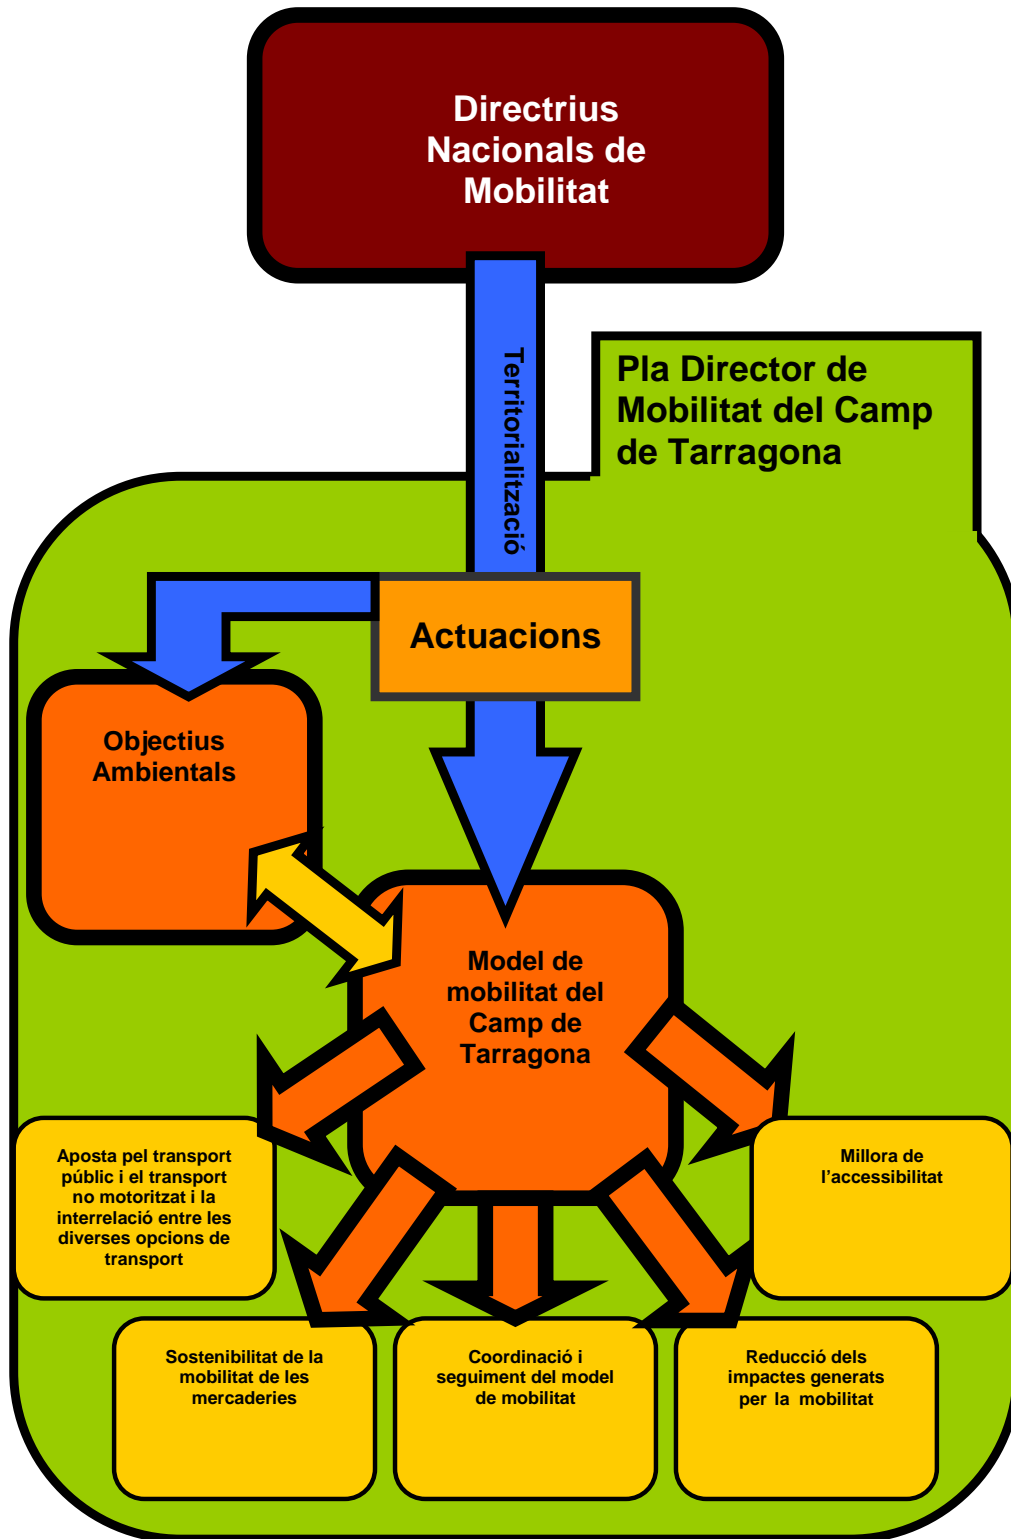 Directrius
Nacionals de
Mobilitat
Territorialització
Pla Director de
Mobilitat del Camp
de Tarragona
Actuacions
Objectius
Ambientals
Model de
mobilitat del
Camp de
Tarragona
Aposta pel transport
públic i el transport
no motoritzat i la
interrelació entre les
diverses opcions de
transport
Millora de
l'accessibilitat
Sostenibilitat de la
mobilitat de les
mercaderies
Coordinació i
seguiment del model
de mobilitat
Reducció dels
impactes generats
per la mobilitat